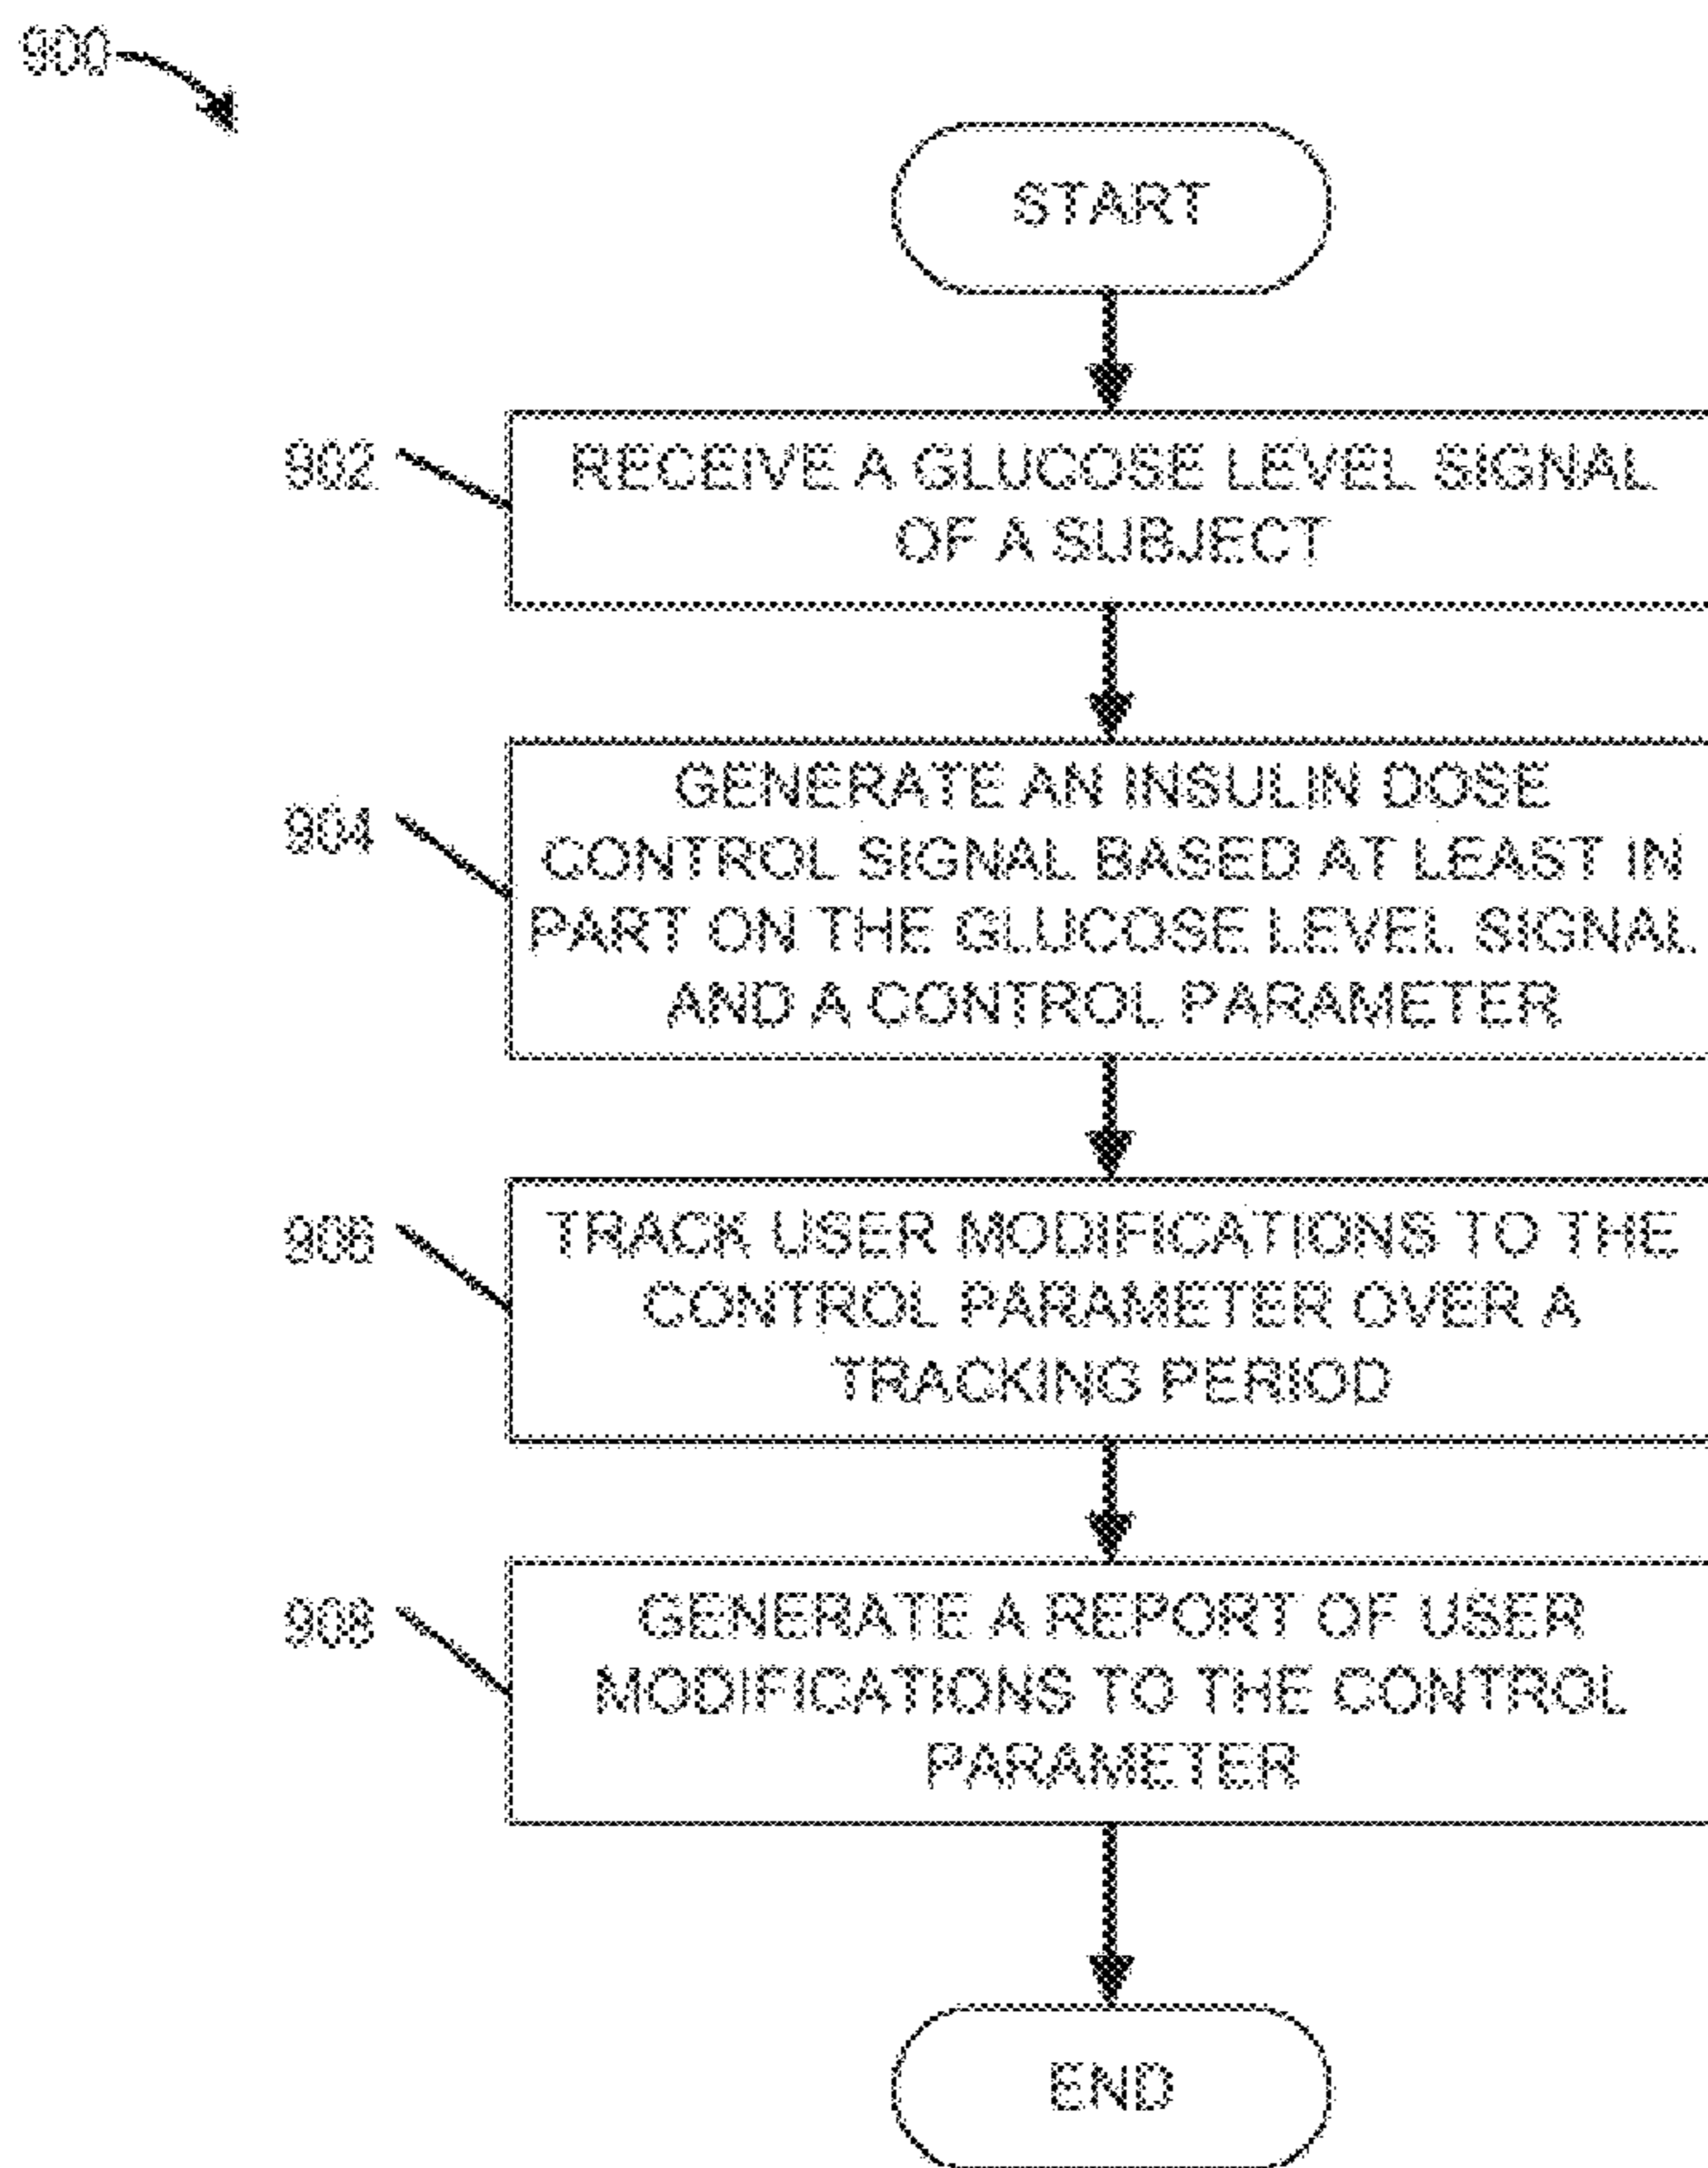 900
START
902
RECEIVE A GLUCOSE LEVEL SIGNAL
OF A SUBJECT
904
GENERATE AN INSULIN DOSE
CONTROL SIGNAL BASED AT LEAST IN
PART ON THE GLUCOSE LEVEL SIGNAL
AND A CONTROL PARAMETER
906
TRACK USER MODIFICATIONS TO THE
CONTROL PARAMETER OVER A
TRACKING PERIOD
908
GENERATE A REPORT OF USER
MODIFICATIONS TO THE CONTROL
PARAMETER
END